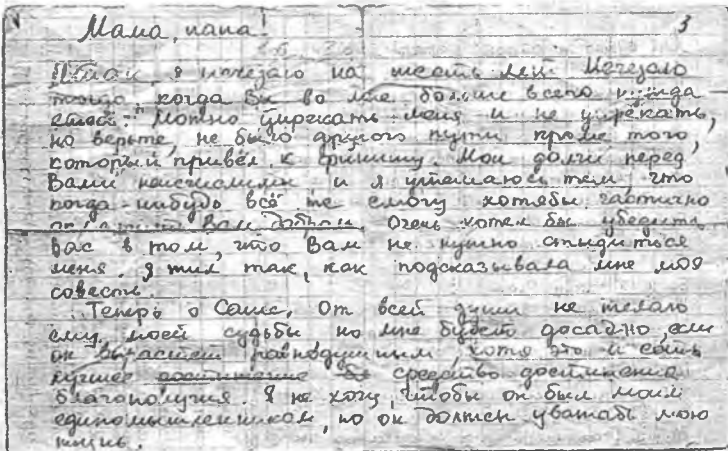 Мама, папа!
3
Итак, я исчезаю на шесть лет. Исчезаю
тогда, когда Вы во мне больше всего
Можно упрекать меня и не упрекать,
но верьте, не было другого пути кроме того,
который привёл к финишу. Мои долги перед
Вами неисчислимы и я утешаюсь тем, что
когда-нибудь всё же смогу хотябы частично
Вам добром. Очень хотел бы убедить
вас в том, что Вам не нужно стыдиться
меня. Я жил так, как подсказывала мне моя
совесть.
Теперь о Саше. От всей души не желаю
ему моей судьбы но мне будет досадно, если
он вырастет равнодушным, хотя это и есть
лучшее средство достижения
благополучия. Я не хочу, чтобы он был моим
единомышленником, но он должен уважать мою
жизнь.